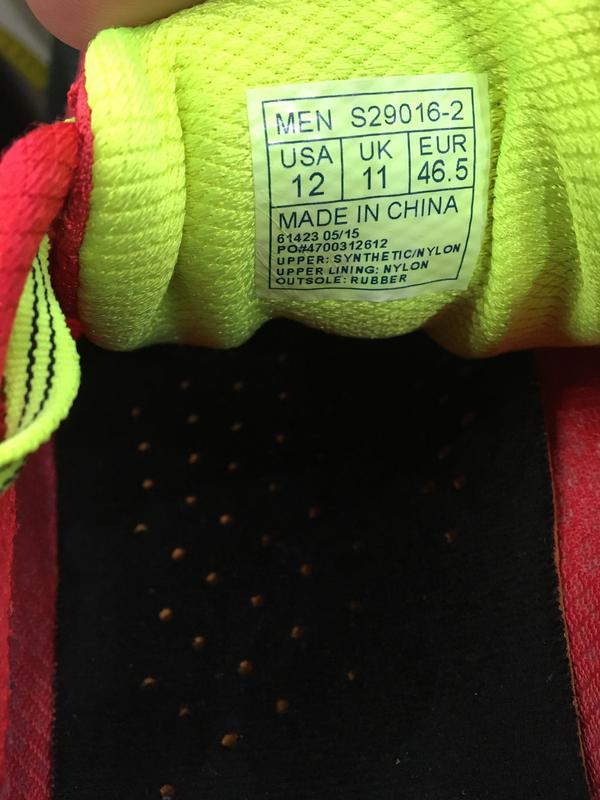 MEN S29016-2
USA UK EUR
12 11 46.5
MADE IN CHINA
61423 05/15
PO#4700312612
UPPER: SYNTHETIC/NYLON
UPPER LINING: NYLON
OUTSOLE: RUBBER